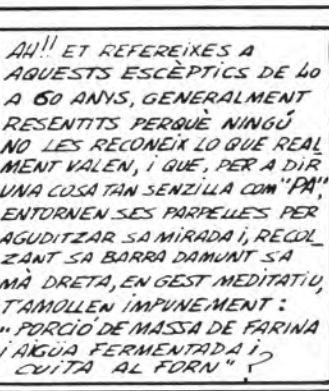 AH!! ET REFEREIXES A
AQUESTS ESCÈPTICS DE 40
A 60 ANYS, GENERALMENT
RESENTITS PERQUÈ NINGÚ
NO LES RECONEIX LO QUE REAL
MENT VALEN, I QUE, PER A DIR
UNA COSA TAN SENZILLA COM "PA",
ENTORNEN SES PARPELLES PER
AGUDITZAR SA MIRADA I, RECOL
ZANT SA BARRA DAMUNT SA
MÀ DRETA, EN GEST MEDITATIU,
T'AMOLLEN IMPUNEMENT:
"PORCIÓ DE MASSA DE FARINA
I AIGUA FERMENTADA I
CUITA AL FORN"?